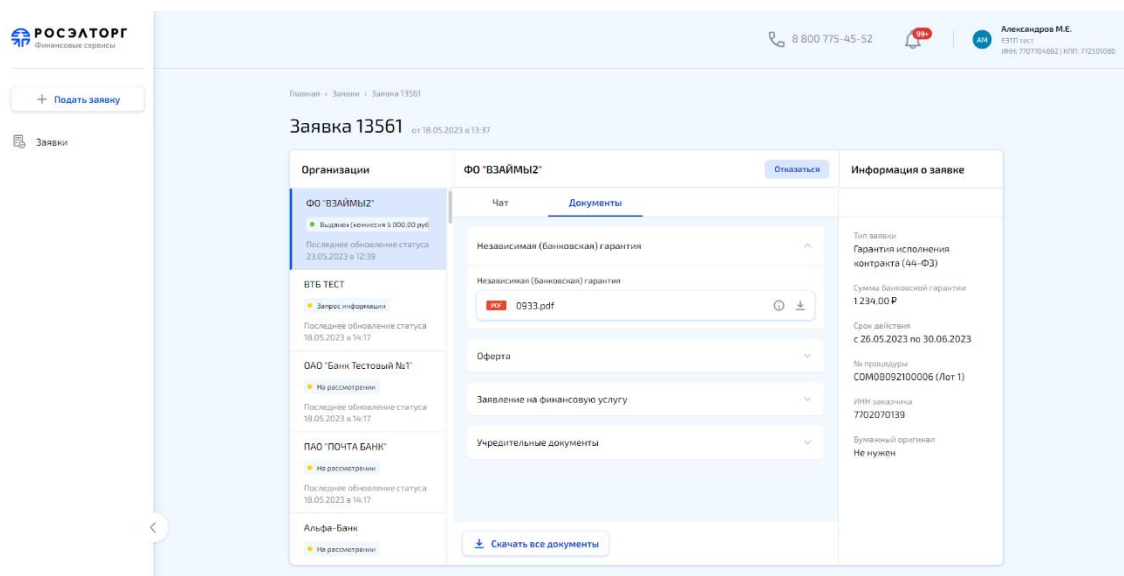 РОСЭЛТОРГ
Финансовые сервисы
8 800 775-45-52
99+
АМ
Александров М.Е.
ЕЭТП тест
ИНН: 7707704692 | КПП: 772501080
+ Подать заявку
Заявки
Главная › Заявки › Заявка 13561
Заявка 13561 от 18.05.2023 в 13:37
Организации
ФО "ВЗАЙМЫ2"
Выдано (комиссия 5 000.00 руб
Последнее обновление статуса
23.05.2023 в 12:39
ВТБ ТЕСТ
Запрос информации
Последнее обновление статуса
18.05.2023 в 14:17
ОАО "Банк Тестовый №1"
На рассмотрении
Последнее обновление статуса
18.05.2023 в 14:17
ПАО "ПОЧТА БАНК"
На рассмотрении
Последнее обновление статуса
18.05.2023 в 14:17
Альфа-Банк
На рассмотрении
ФО "ВЗАЙМЫ2"
Отказаться
Чат Документы
Независимая (банковская) гарантия
Независимая (банковская) гарантия
PDF 0933.pdf
Оферта
Заявление на финансовую услугу
Учредительные документы
Скачать все документы
Информация о заявке
Тип заявки
Гарантия исполнения
контракта (44-ФЗ)
Сумма банковской гарантии
1 234,00 ₽
Срок действия
с 26.05.2023 по 30.06.2023
№ процедуры
COM08092100006 (Лот 1)
ИНН заказчика
7702070139
Бумажный оригинал
Не нужен